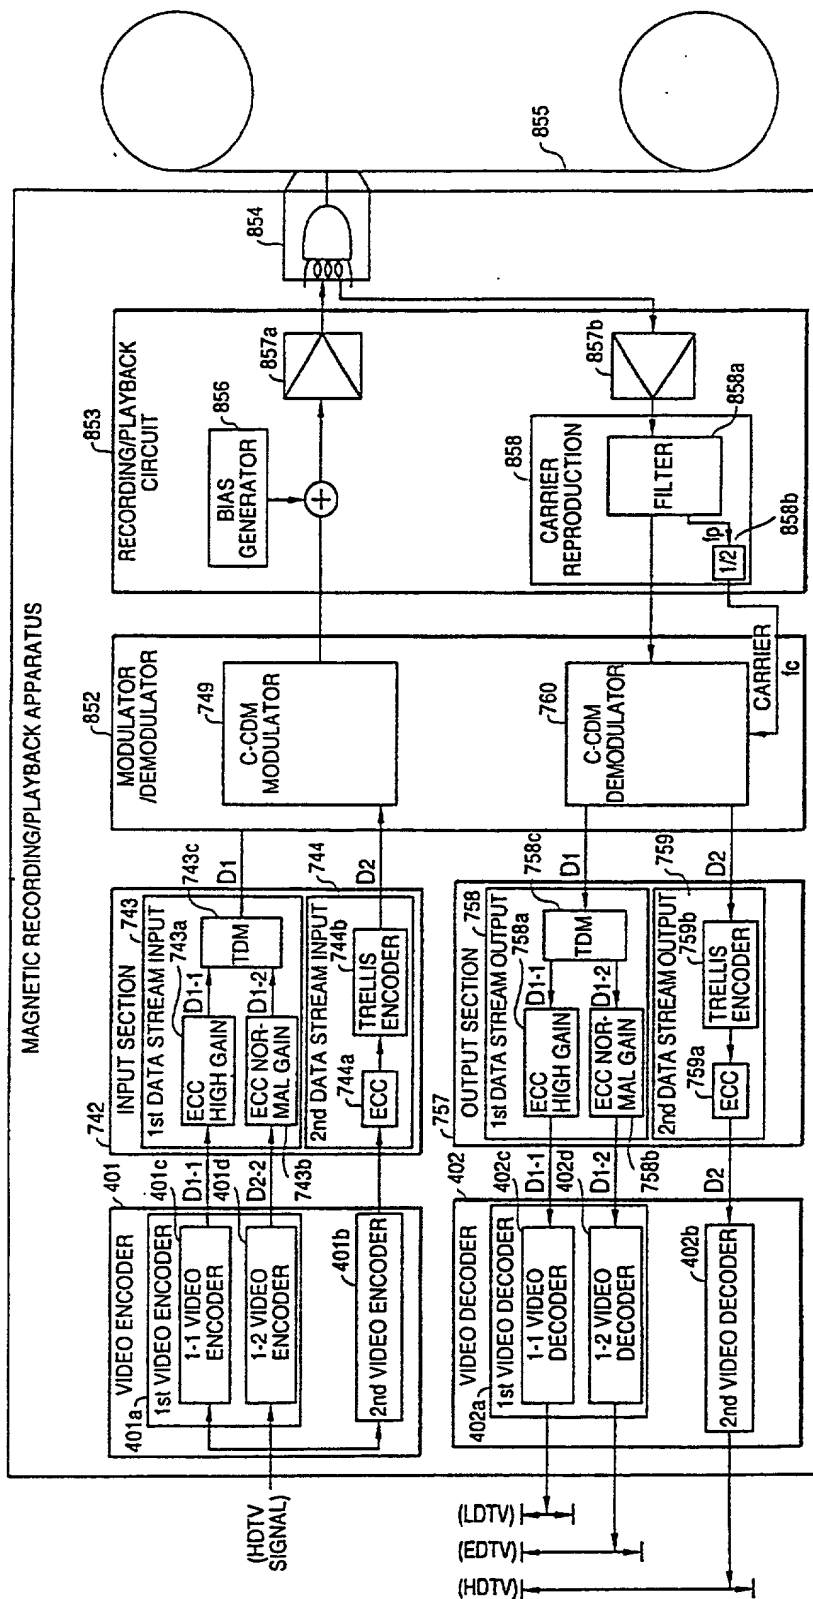 MAGNETIC RECORDING/PLAYBACK APPARATUS
401
VIDEO ENCODER
401a
1st VIDEO ENCODER
401c
1-1 VIDEO
ENCODER
401d
1-2 VIDEO
ENCODER
401b
2nd VIDEO ENCODER
(HDTV
SIGNAL)
D1-1
D2-2
742
INPUT SECTION
743
1st DATA STREAM INPUT
743a
ECC
HIGH GAIN
743b
ECC NOR-
MAL GAIN
D1-1
D1-2
743c
TDM
744
2nd DATA STREAM INPUT
744a
ECC
744b
TRELLIS
ENCODER
D1
D2
852
MODULATOR
/DEMODULATOR
749
C-CDM
MODULATOR
853
RECORDING/PLAYBACK
CIRCUIT
856
BIAS
GENERATOR
+
857a
854
855
402
VIDEO DECODER
402a
1st VIDEO DECODER
402c
1-1 VIDEO
DECODER
402d
1-2 VIDEO
DECODER
402b
2nd VIDEO DECODER
(LDTV)
(EDTV)
(HDTV)
D1-1
D1-2
D2
757
OUTPUT SECTION
758
1st DATA STREAM OUTPUT
758a
ECC
HIGH GAIN
758b
ECC NOR-
MAL GAIN
D1-1
D1-2
758c
TDM
759
2nd DATA STREAM OUTPUT
759a
ECC
759b
TRELLIS
ENCODER
D1
D2
760
C-CDM
DEMODULATOR
CARRIER
fc
858
CARRIER
REPRODUCTION
858a
FILTER
fp
858b
1/2
857b